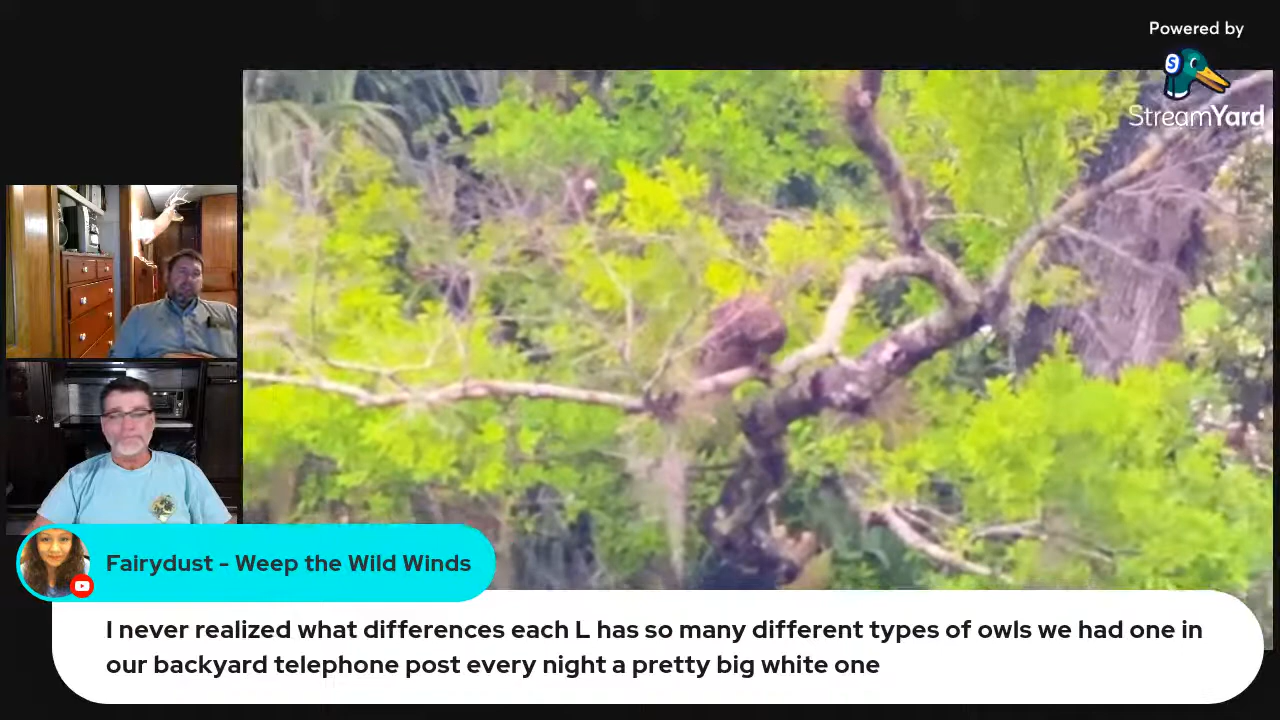 Powered by
S
StreamYard
Fairydust - Weep the Wild Winds
I never realized what differences each L has so many different types of owls we had one in
our backyard telephone post every night a pretty big white one